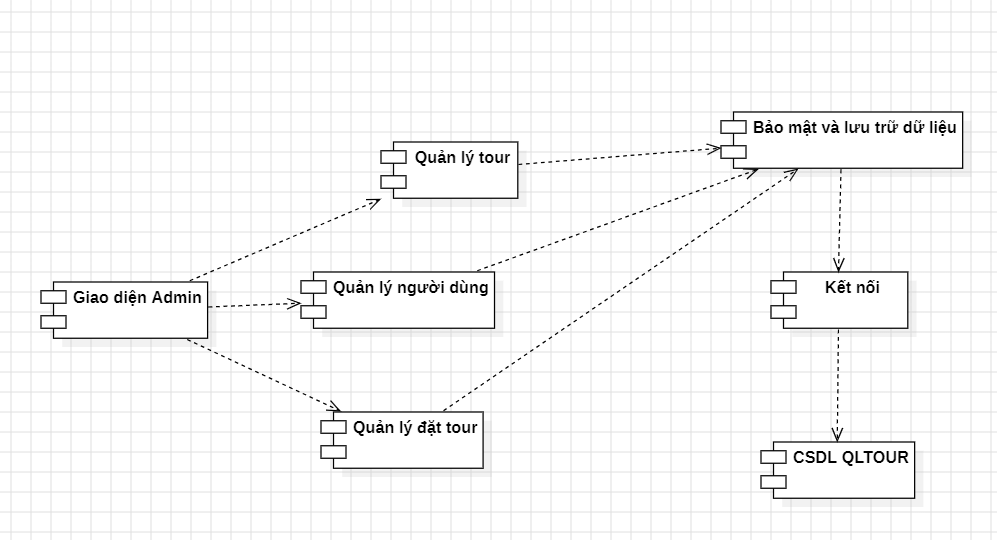 Bảo mật và lưu trữ dữ liệu
Quản lý tour
Giao diện Admin
Quản lý người dùng
Kết nối
Quản lý đặt tour
CSDL QLTOUR